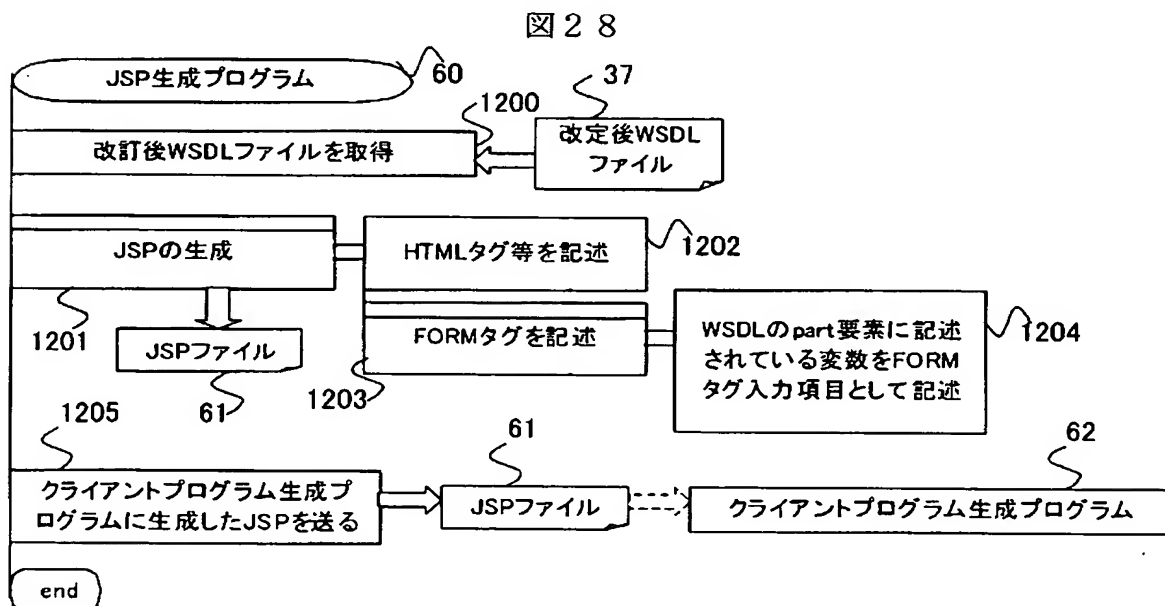 図２８
JSP生成プログラム
60
1200
37
改訂後WSDLファイルを取得
改定後WSDL
ファイル
JSPの生成
HTMLタグ等を記述
1202
1201
JSPファイル
61
FORMタグを記述
1203
WSDLのpart要素に記述
されている変数をFORM
タグ入力項目として記述
1204
1205
クライアントプログラム生成プ
ログラムに生成したJSPを送る
61
JSPファイル
62
クライアントプログラム生成プログラム
end